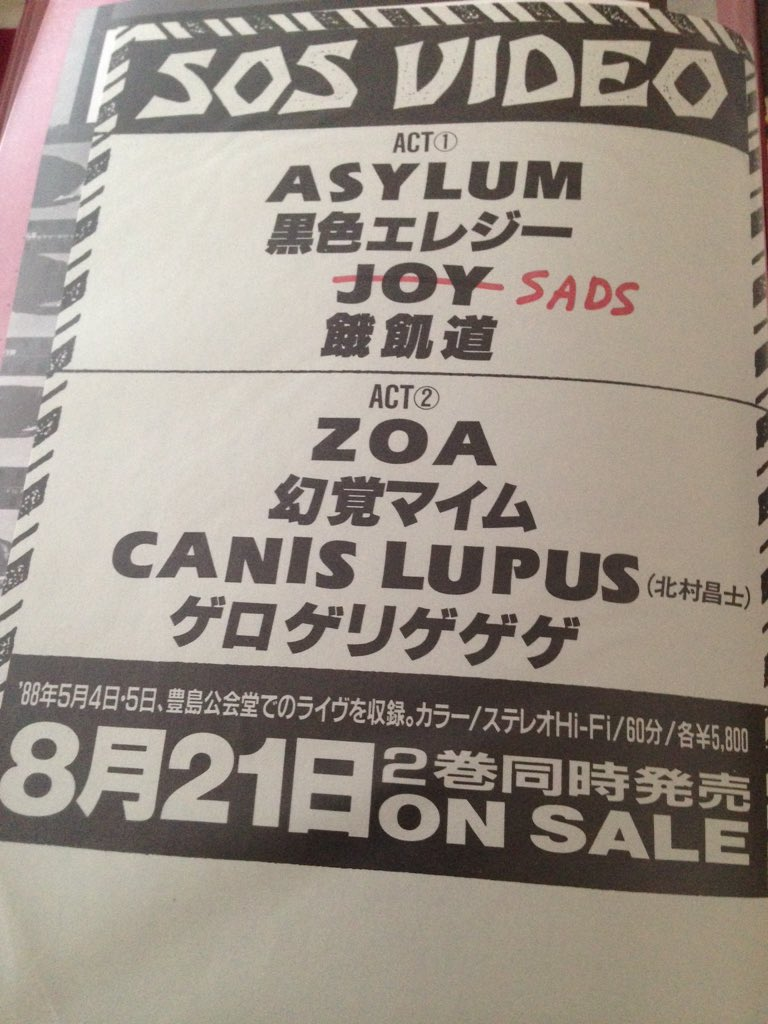 SOS VIDEO
ACT①
ASYLUM
黒色エレジー
JOY SADS
餓飢道
ACT②
ZOA
幻覚マイム
CANIS LUPUS(北村昌士)
ゲロゲリゲゲゲ
'88年5月4日・5日、豊島公会堂でのライヴを収録。カラー/ステレオHi-Fi/60分/各¥5,800
8月21日2巻同時発売
ON SALE